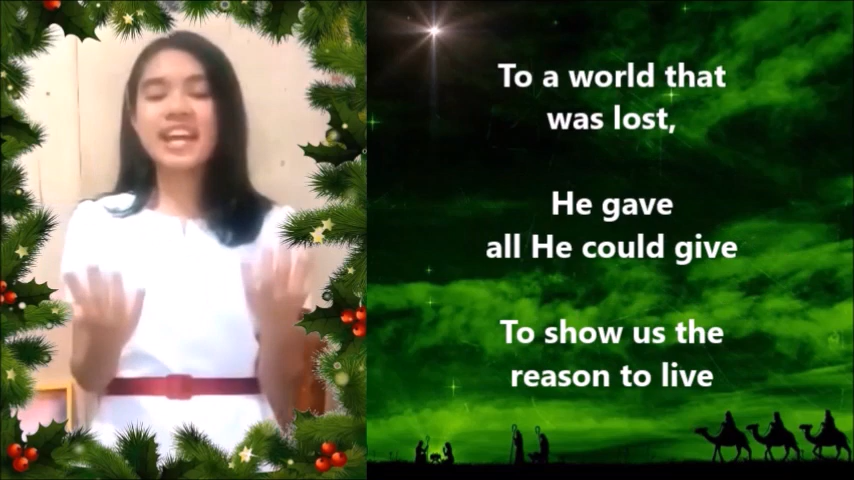 To a world that
was lost,
He gave
all He could give
To show us the
reason to live